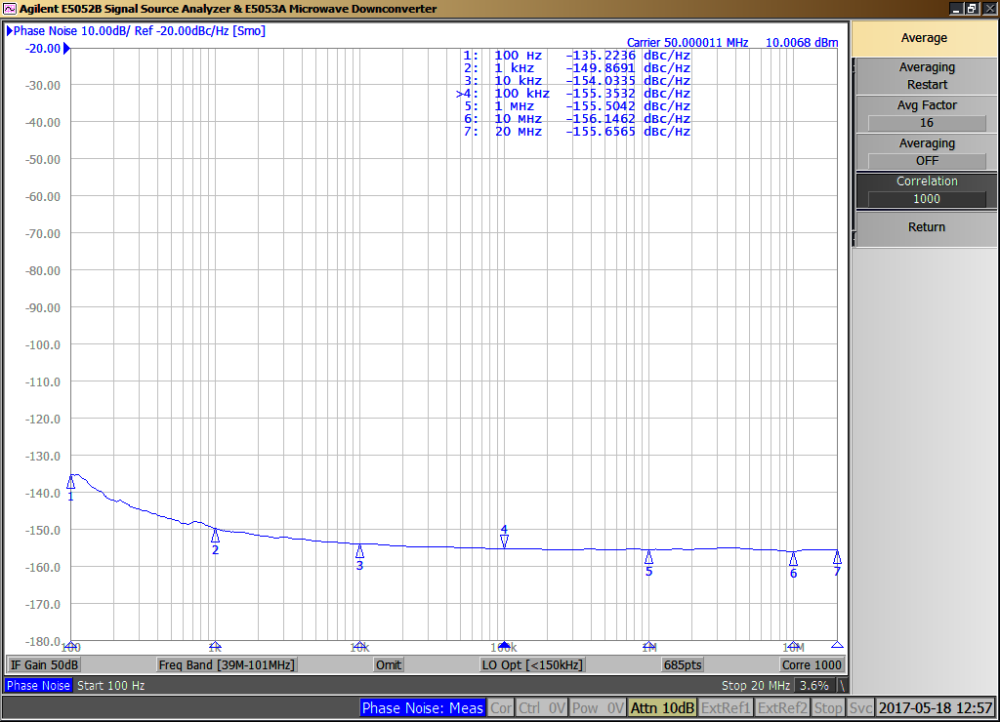 Agilent E5052B Signal Source Analyzer & E5053A Microwave Downconverter
Phase Noise 10.00dB/ Ref -20.00dBc/Hz [Smo]
Carrier 50.000011 MHz 10.0068 dBm
1: 100 Hz -135.2236 dBc/Hz
2: 1 kHz -149.8691 dBc/Hz
3: 10 kHz -154.0335 dBc/Hz
>4: 100 kHz -155.3532 dBc/Hz
5: 1 MHz -155.5042 dBc/Hz
6: 10 MHz -156.1462 dBc/Hz
7: 20 MHz -155.6565 dBc/Hz
-20.00
-30.00
-40.00
-50.00
-60.00
-70.00
-80.00
-90.00
-100.0
-110.0
-120.0
-130.0
-140.0
-150.0
-160.0
-170.0
-180.0
1
2
3
4
5
6
7
100 1k 10k 100k 1M 10M
IF Gain 50dB Freq Band [39M-101MHz] Omit LO Opt [<150kHz] 685pts Corre 1000
Phase Noise Start 100 Hz Stop 20 MHz 3.6% \
Phase Noise: Meas Cor Ctrl 0V Pow 0V Attn 10dB ExtRef1 ExtRef2 Stop Svc 2017-05-18 12:57
Average
Averaging
Restart
Avg Factor
16
Averaging
OFF
Correlation
1000
Return